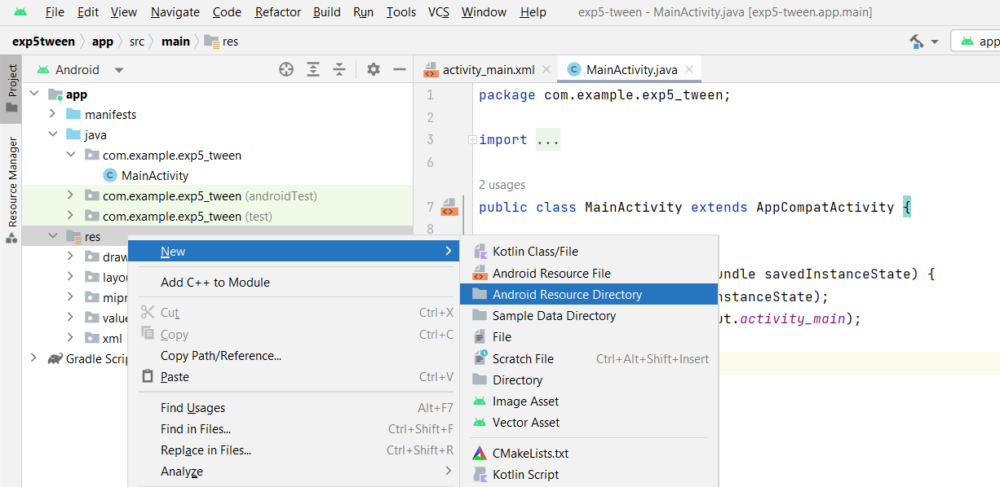 File Edit View Navigate Code Refactor Build Run Tools VCS Window Help exp5-tween - MainActivity.java [exp5-tween.app.main]
exp5tween app src main res app
Project
Resource Manager
Android
app
manifests
java
com.example.exp5_tween
MainActivity
com.example.exp5_tween (androidTest)
com.example.exp5_tween (test)
res
draw
layou
mipr
value
xml
Gradle Scrip
activity_main.xml MainActivity.java
1 package com.example.exp5_tween;
2
3 import ...
6
2 usages
7 public class MainActivity extends AppCompatActivity {
8
undle savedInstanceState) {
nstanceState);
ut.activity_main);
New
Add C++ to Module
Cut Ctrl+X
Copy Ctrl+C
Copy Path/Reference...
Paste Ctrl+V
Find Usages Alt+F7
Find in Files... Ctrl+Shift+F
Replace in Files... Ctrl+Shift+R
Analyze
Kotlin Class/File
Android Resource File
Android Resource Directory
Sample Data Directory
File
Scratch File Ctrl+Alt+Shift+Insert
Directory
Image Asset
Vector Asset
CMakeLists.txt
Kotlin Script